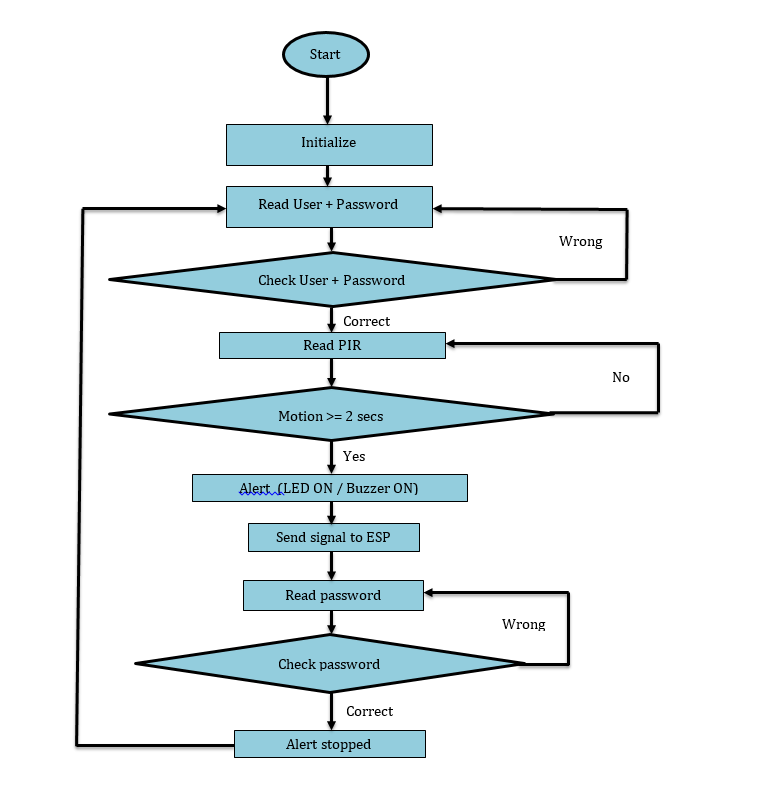 Start
Initialize
Read User + Password
Wrong
Check User + Password
Correct
Read PIR
No
Motion >= 2 secs
Yes
Alert (LED ON / Buzzer ON)
Send signal to ESP
Read password
Wrong
Check password
Correct
Alert stopped